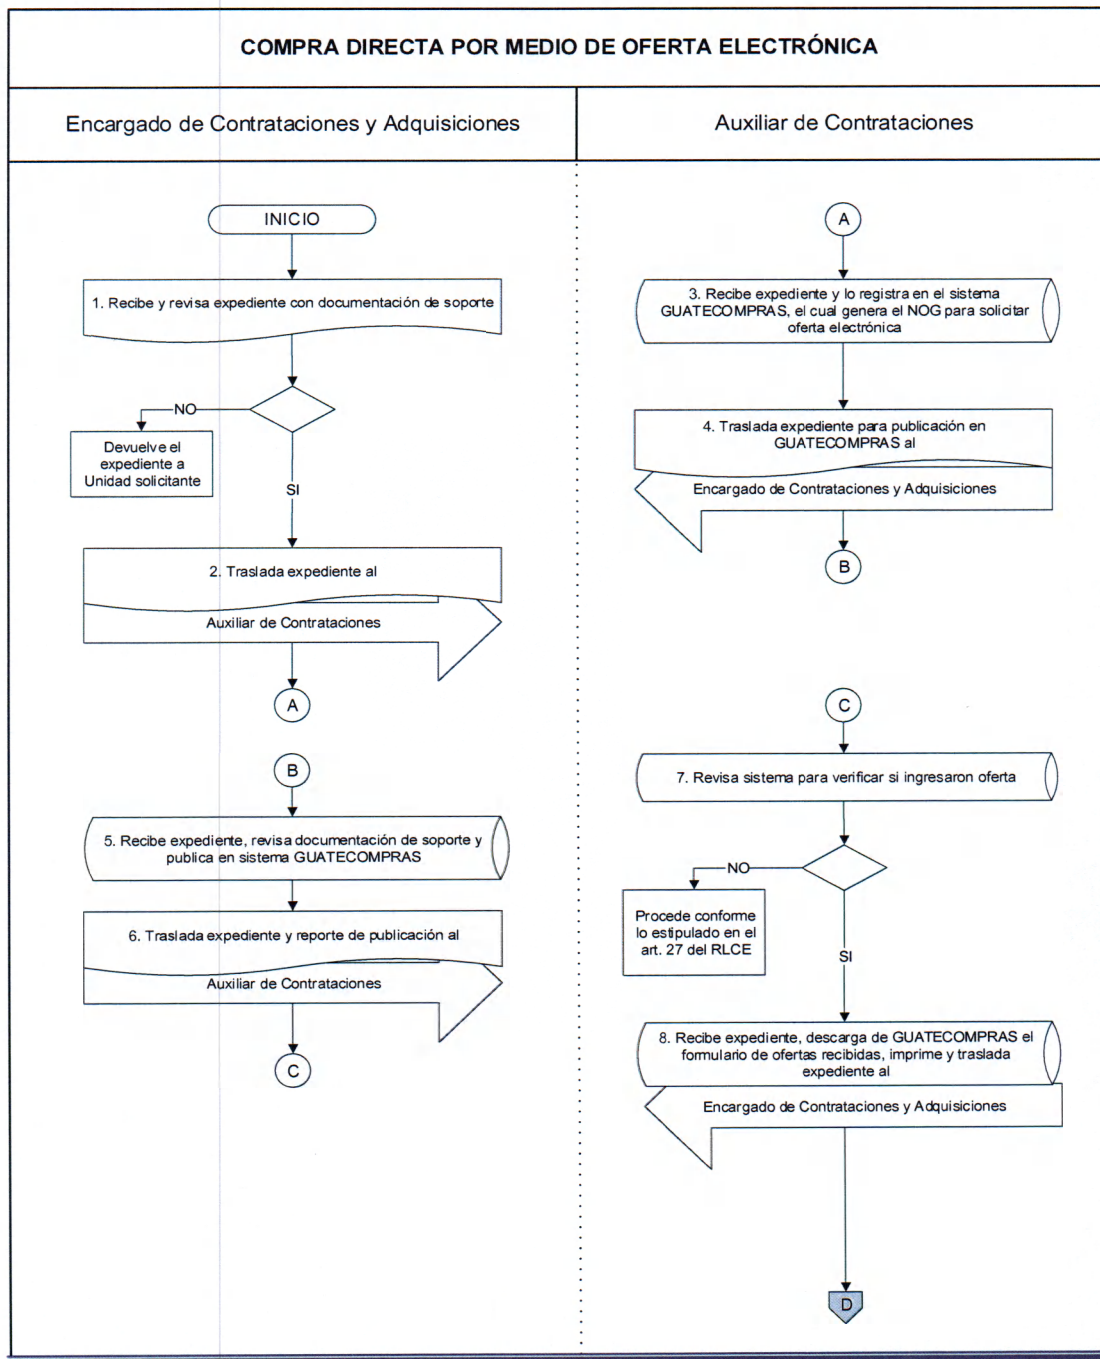 COMPRA DIRECTA POR MEDIO DE OFERTA ELECTRÓNICA
Encargado de Contrataciones y Adquisiciones
Auxiliar de Contrataciones
INICIO
1. Recibe y revisa expediente con documentación de soporte
NO
Devuelve el
expediente a
Unidad solicitante
SI
2. Traslada expediente al
Auxiliar de Contrataciones
A
B
5. Recibe expediente, revisa documentación de soporte y
publica en sistema GUATECOMPRAS
6. Traslada expediente y reporte de publicación al
Auxiliar de Contrataciones
C
A
3. Recibe expediente y lo registra en el sistema
GUATECOMPRAS, el cual genera el NOG para solicitar
oferta electrónica
4. Traslada expediente para publicación en
GUATECOMPRAS al
Encargado de Contrataciones y Adquisiciones
B
C
7. Revisa sistema para verificar si ingresaron oferta
NO
Procede conforme
lo estipulado en el
art. 27 del RLCE
SI
8. Recibe expediente, descarga de GUATECOMPRAS el
formulario de ofertas recibidas, imprime y traslada
expediente al
Encargado de Contrataciones y Adquisiciones
D